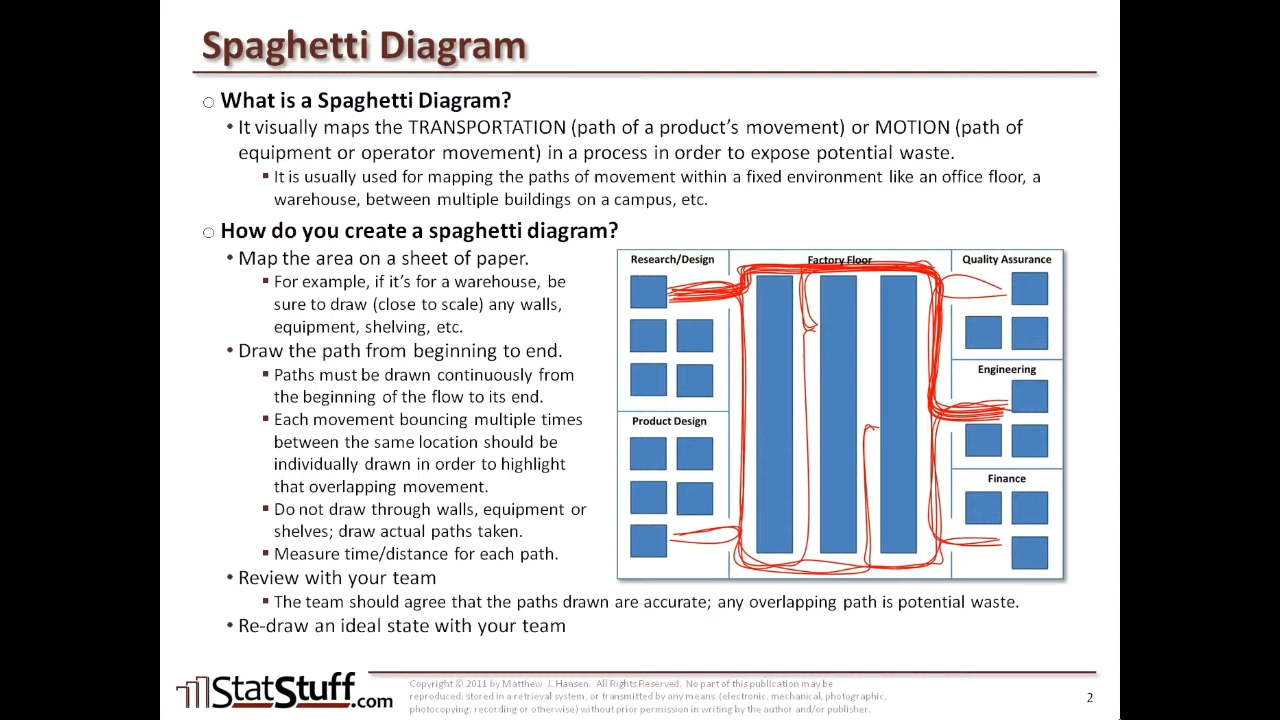 Spaghetti Diagram
○ What is a Spaghetti Diagram?
• It visually maps the TRANSPORTATION (path of a product's movement) or MOTION (path of
equipment or operator movement) in a process in order to expose potential waste.
▪ It is usually used for mapping the paths of movement within a fixed environment like an office floor, a
warehouse, between multiple buildings on a campus, etc.
○ How do you create a spaghetti diagram?
• Map the area on a sheet of paper.
▪ For example, if it's for a warehouse, be
sure to draw (close to scale) any walls,
equipment, shelving, etc.
• Draw the path from beginning to end.
▪ Paths must be drawn continuously from
the beginning of the flow to its end.
▪ Each movement bouncing multiple times
between the same location should be
individually drawn in order to highlight
that overlapping movement.
▪ Do not draw through walls, equipment or
shelves; draw actual paths taken.
▪ Measure time/distance for each path.
• Review with your team
▪ The team should agree that the paths drawn are accurate; any overlapping path is potential waste.
• Re-draw an ideal state with your team
Research/Design
Factory Floor
Quality Assurance
Engineering
Product Design
Finance
StatStuff.com
Copyright © 2011 by Matthew J. Hansen. All Rights Reserved. No part of this publication may be
reproduced, stored in a retrieval system, or transmitted by any means (electronic, mechanical, photographic,
photocopying, recording or otherwise) without prior permission in writing by the author and/or publisher.
2